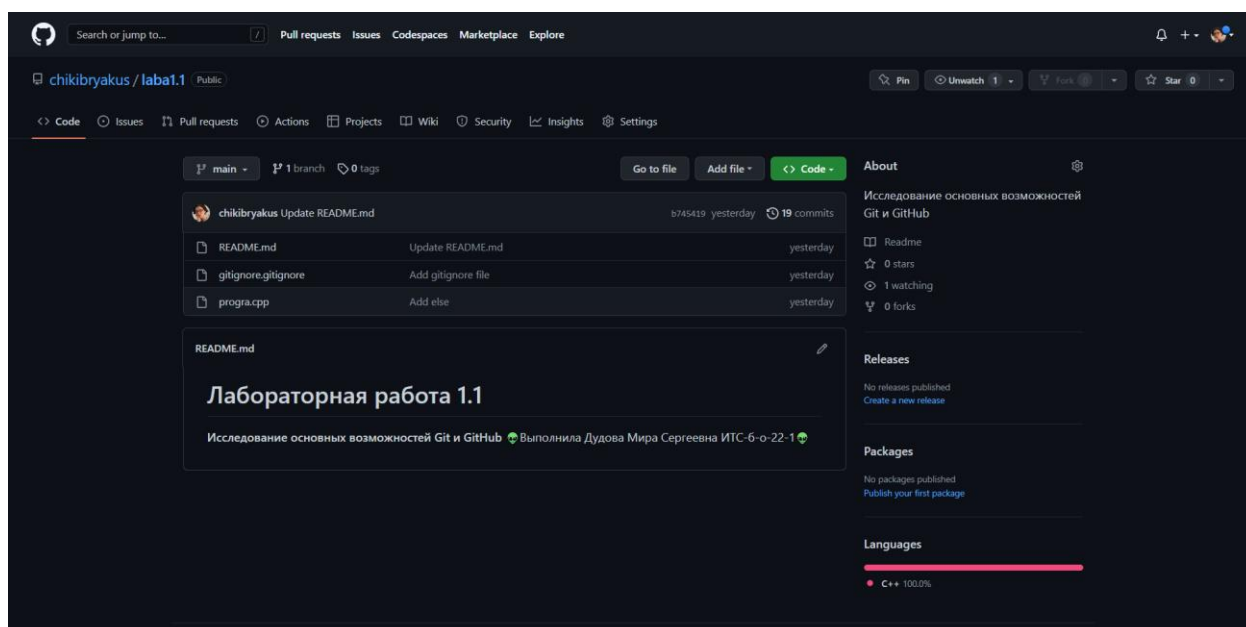 Search or jump to... / Pull requests Issues Codespaces Marketplace Explore
chikibryakus / laba1.1 Public Pin Unwatch 1 Fork 0 Star 0
Code Issues Pull requests Actions Projects Wiki Security Insights Settings
main 1 branch 0 tags Go to file Add file Code
chikibryakus Update README.md b745419 yesterday 19 commits
README.md Update README.md yesterday
gitignore.gitignore Add gitignore file yesterday
progra.cpp Add else yesterday
README.md
Лабораторная работа 1.1
Исследование основных возможностей Git и GitHub 👽Выполнила Дудова Мира Сергеевна ИТС-б-о-22-1👽
About
Исследование основных возможностей
Git и GitHub
Readme
0 stars
1 watching
0 forks
Releases
No releases published
Create a new release
Packages
No packages published
Publish your first package
Languages
C++ 100.0%